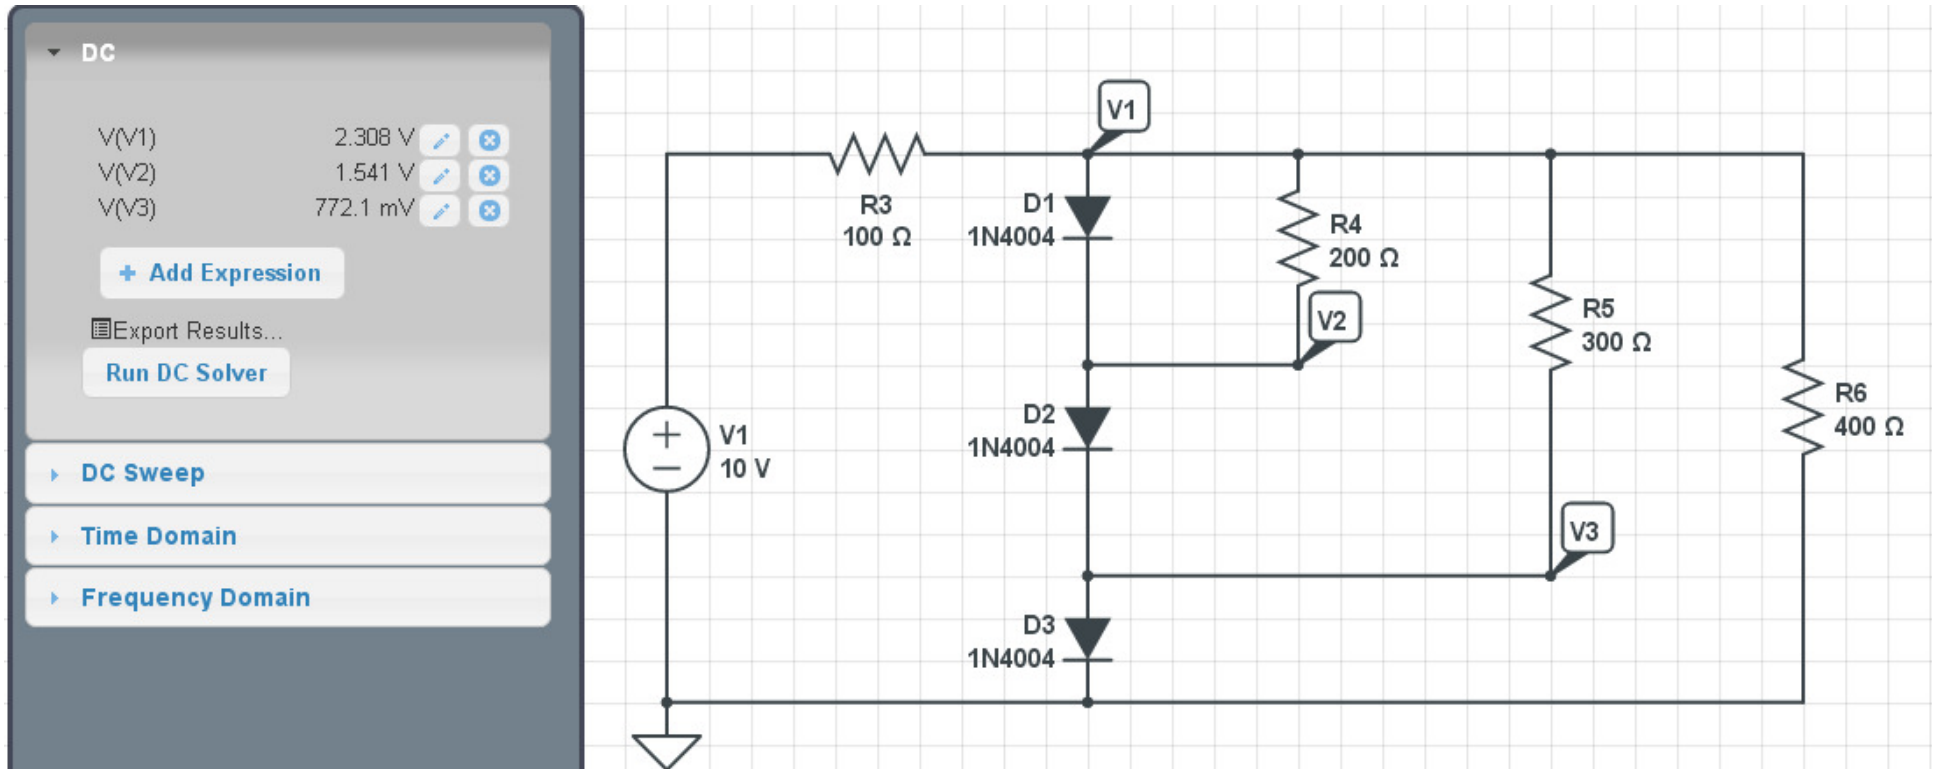 DC
V(V1) 2.308 V
V(V2) 1.541 V
V(V3) 772.1 mV
+ Add Expression
Export Results...
Run DC Solver
DC Sweep
Time Domain
Frequency Domain
V1
R3
100 Ω
D1
1N4004
R4
200 Ω
V2
R5
300 Ω
R6
400 Ω
D2
1N4004
V1
10 V
V3
D3
1N4004